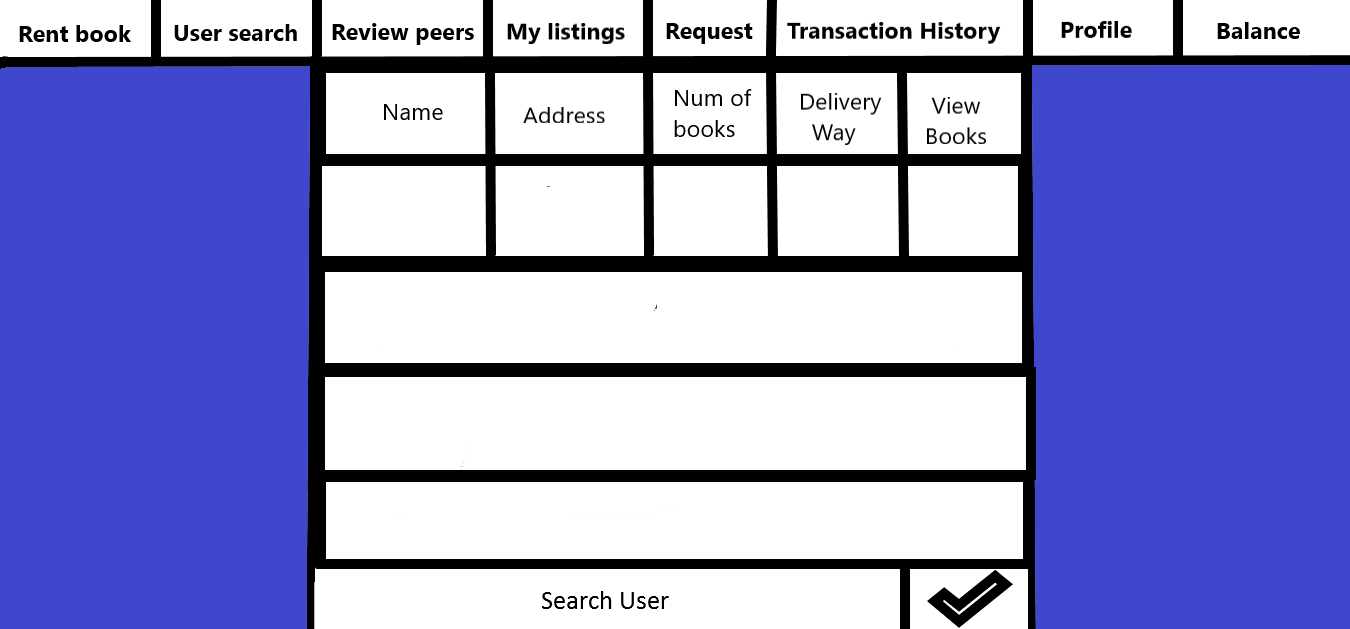 Rent book
User search
Review peers
My listings
Request
Transaction History
Profile
Balance
Name
Address
Num of
books
Delivery
Way
View
Books
Search User